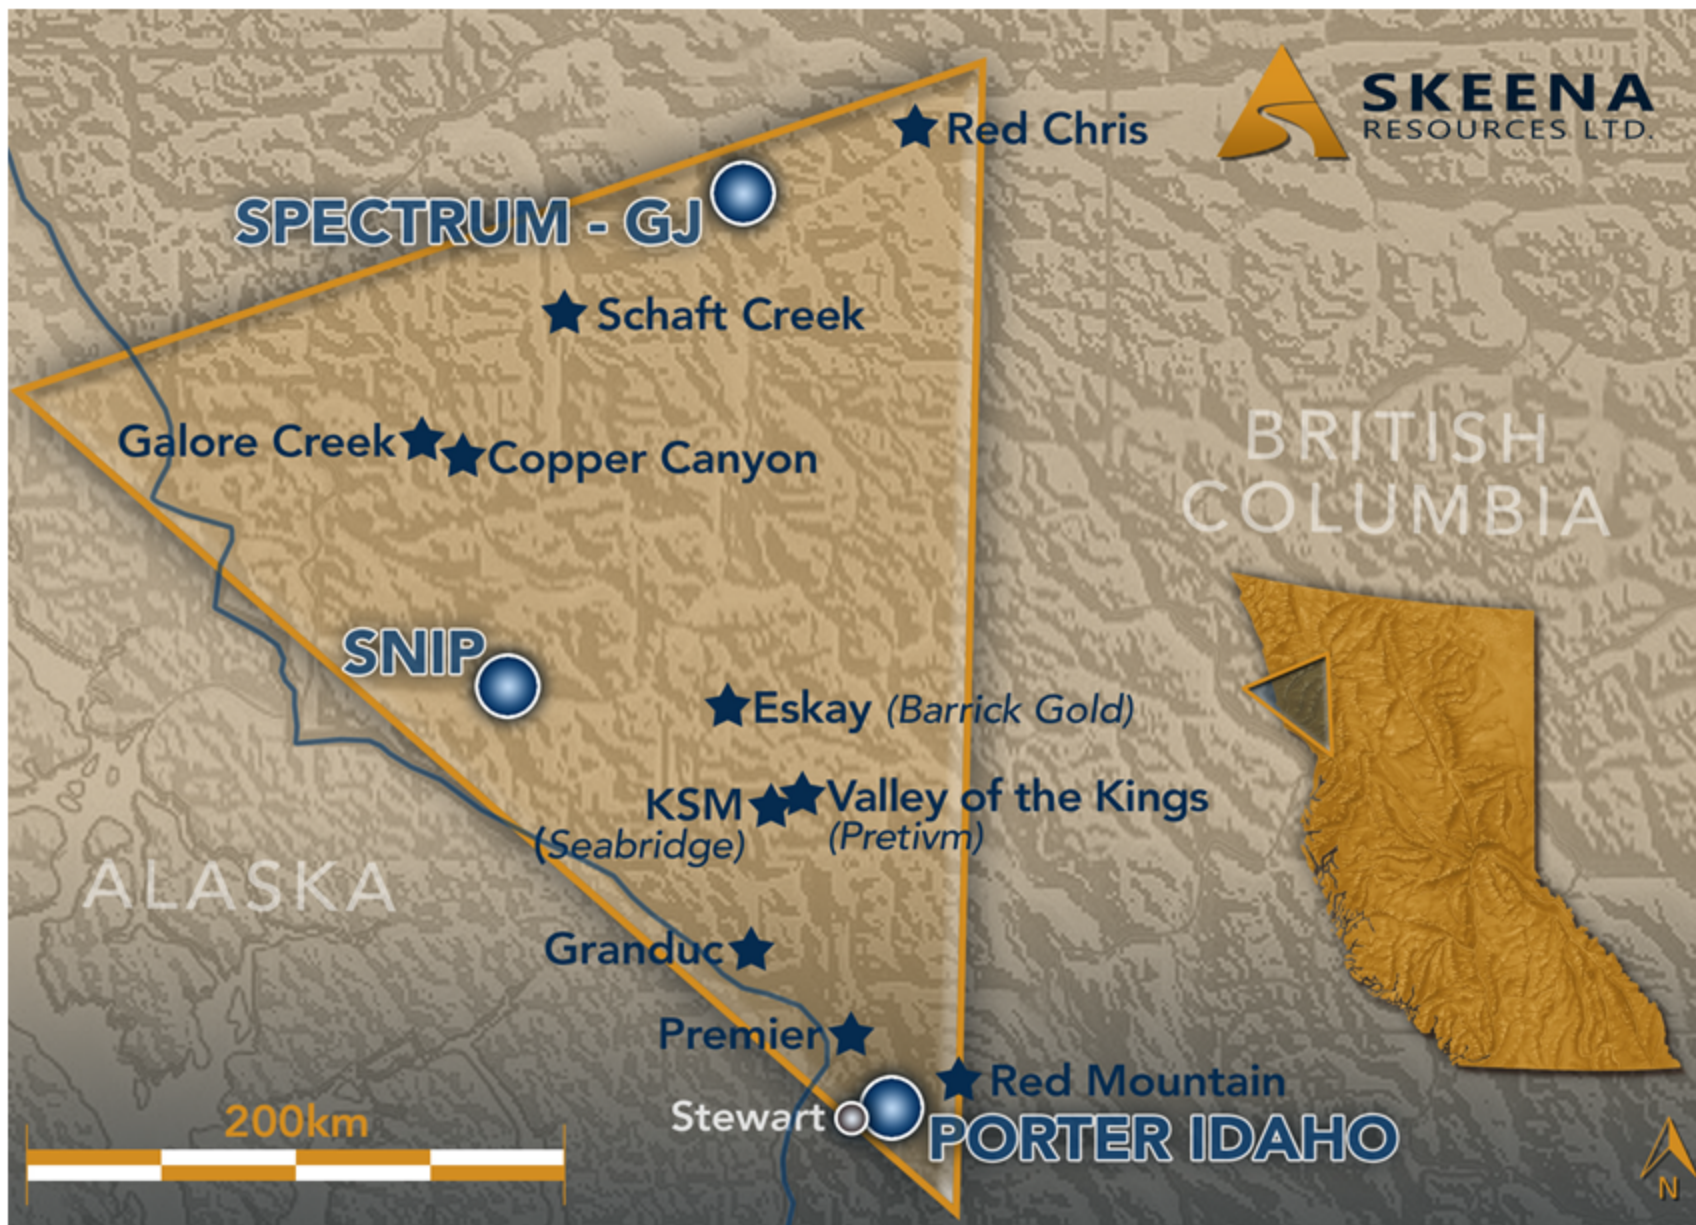 SKEENA
RESOURCES LTD.
Red Chris
SPECTRUM - GJ
Schaft Creek
Galore Creek
Copper Canyon
BRITISH
COLUMBIA
SNIP
Eskay (Barrick Gold)
KSM
(Seabridge)
Valley of the Kings
(Pretivm)
ALASKA
Granduc
Premier
Red Mountain
Stewart
PORTER IDAHO
200km
N